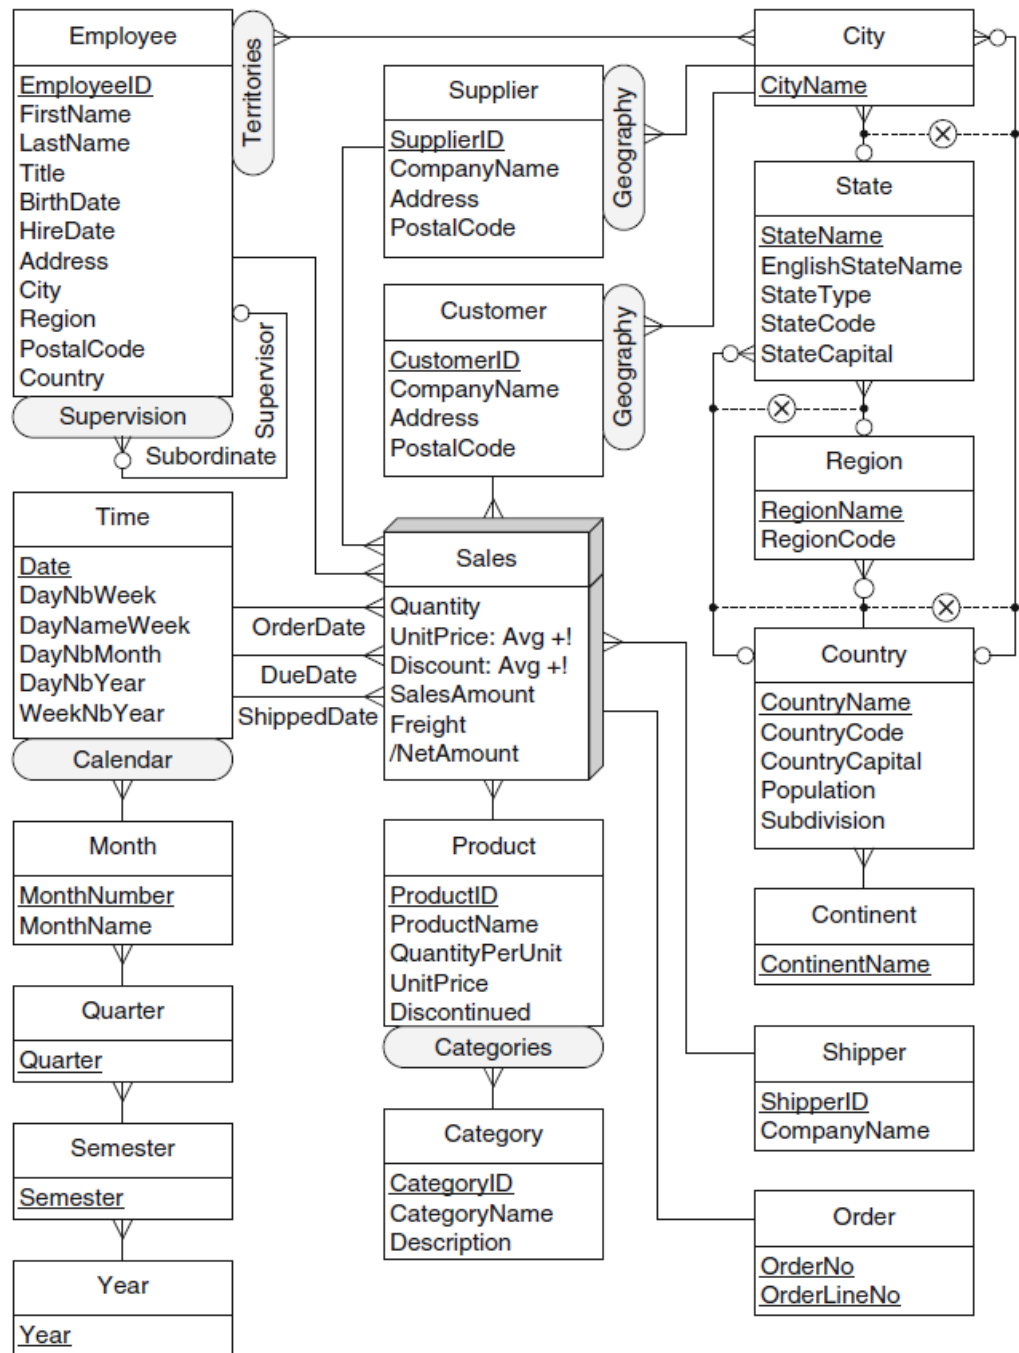 Employee
EmployeeID
FirstName
LastName
Title
BirthDate
HireDate
Address
City
Region
PostalCode
Country
Supervision
Territories
Supervisor
Subordinate
Supplier
SupplierID
CompanyName
Address
PostalCode
Geography
Customer
CustomerID
CompanyName
Address
PostalCode
Geography
City
CityName
State
StateName
EnglishStateName
StateType
StateCode
StateCapital
Region
RegionName
RegionCode
Country
CountryName
CountryCode
CountryCapital
Population
Subdivision
Continent
ContinentName
Time
Date
DayNbWeek
DayNameWeek
DayNbMonth
DayNbYear
WeekNbYear
Calendar
OrderDate
DueDate
ShippedDate
Sales
Quantity
UnitPrice: Avg +!
Discount: Avg +!
SalesAmount
Freight
/NetAmount
Month
MonthNumber
MonthName
Quarter
Quarter
Semester
Semester
Year
Year
Product
ProductID
ProductName
QuantityPerUnit
UnitPrice
Discontinued
Categories
Category
CategoryID
CategoryName
Description
Shipper
ShipperID
CompanyName
Order
OrderNo
OrderLineNo